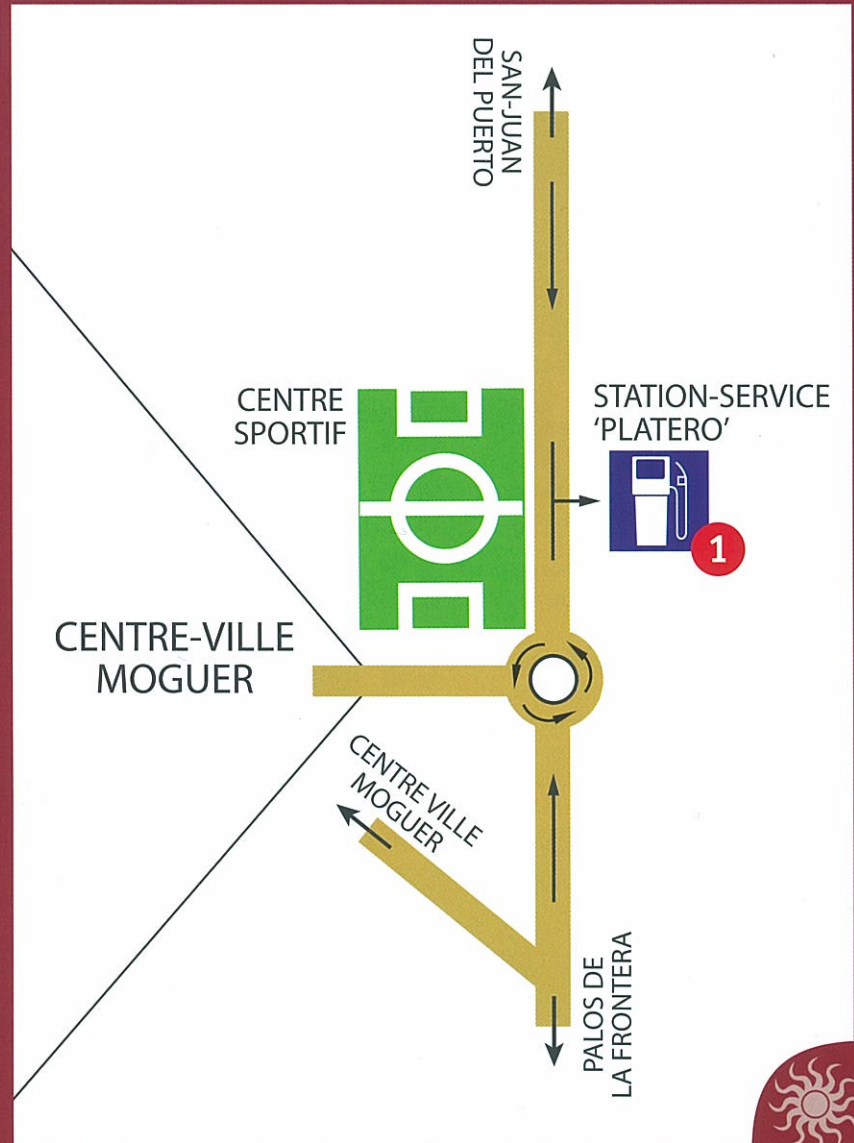 SAN-JUAN
DEL PUERTO
CENTRE
SPORTIF
STATION-SERVICE
‘PLATERO’
1
CENTRE-VILLE
MOGUER
CENTRE VILLE
MOGUER
PALOS DE
LA FRONTERA